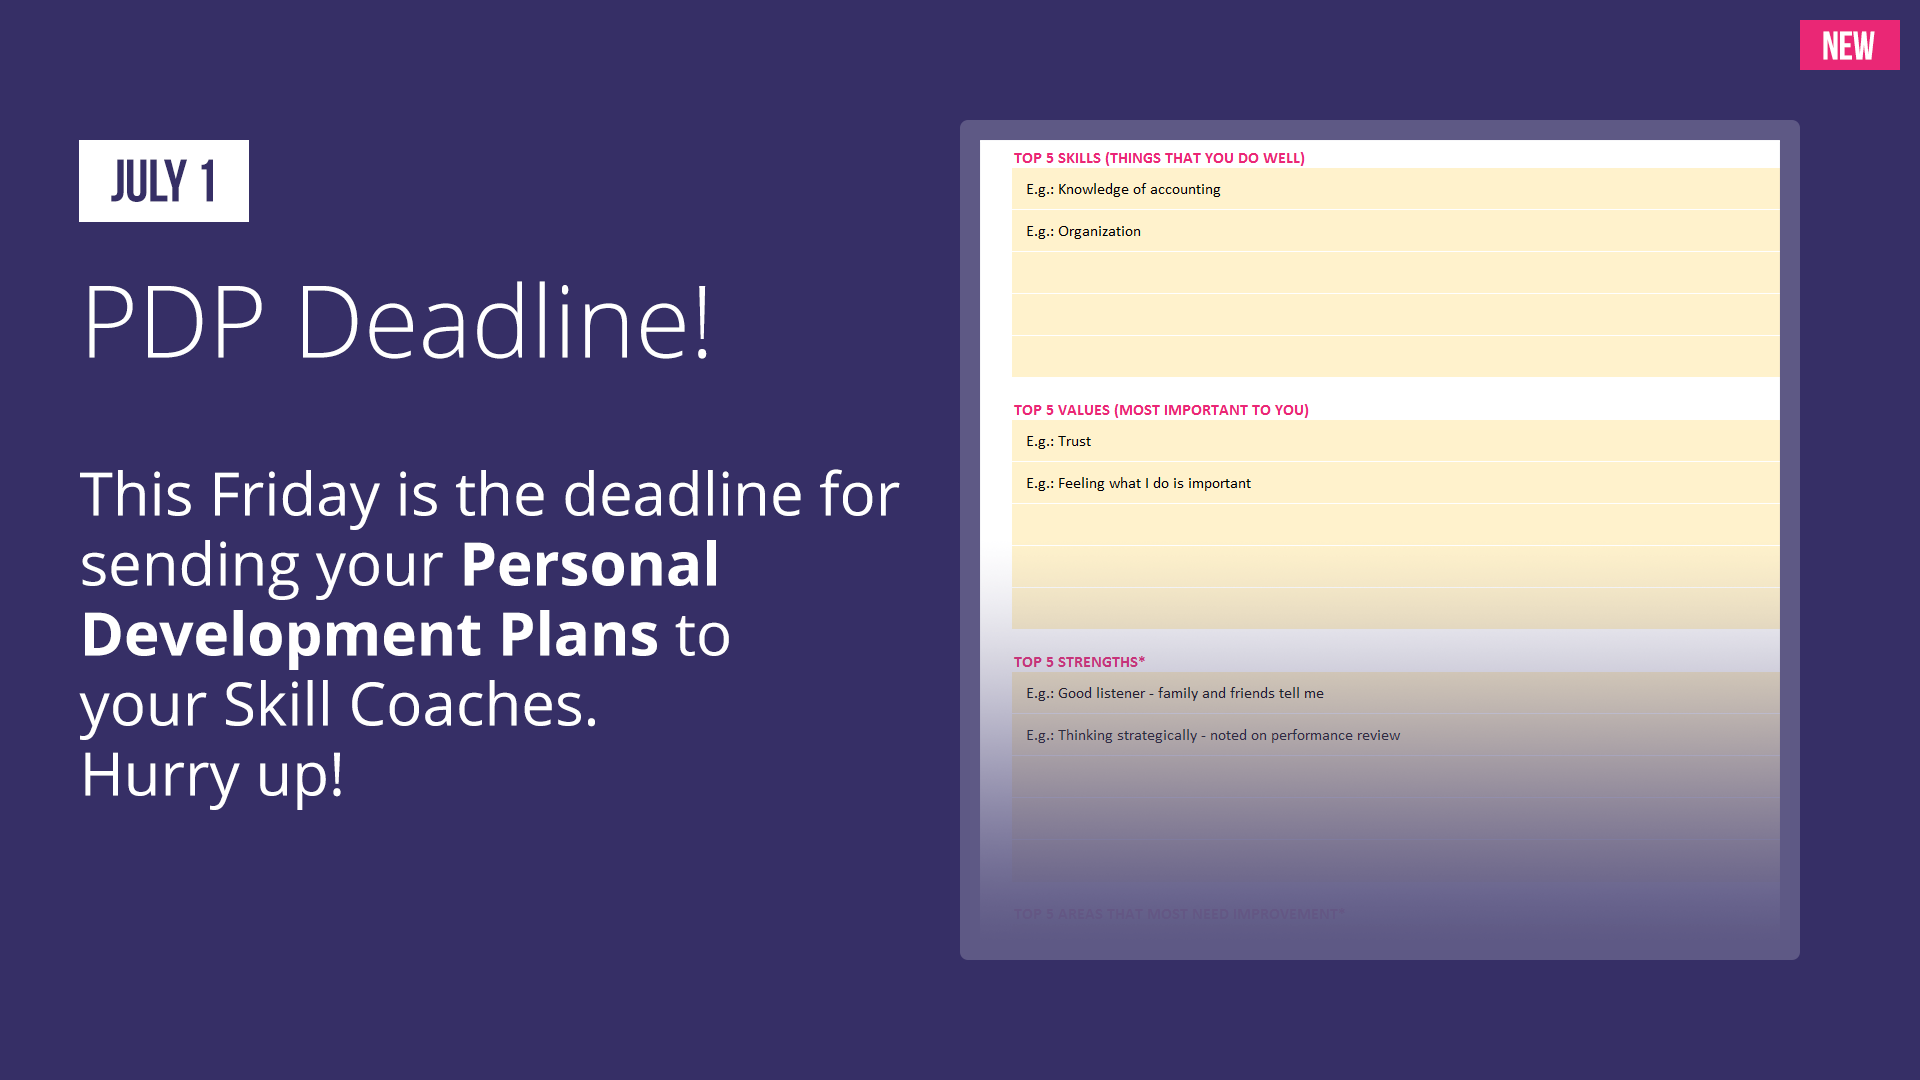 NEW
JULY 1
PDP Deadline!
This Friday is the deadline for
sending your Personal
Development Plans to
your Skill Coaches.
Hurry up!
TOP 5 SKILLS (THINGS THAT YOU DO WELL)
E.g.: Knowledge of accounting
E.g.: Organization
TOP 5 VALUES (MOST IMPORTANT TO YOU)
E.g.: Trust
E.g.: Feeling what I do is important
TOP 5 STRENGTHS*
E.g.: Good listener - family and friends tell me
E.g.: Thinking strategically - noted on performance review
TOP 5 AREAS THAT MOST NEED IMPROVEMENT*